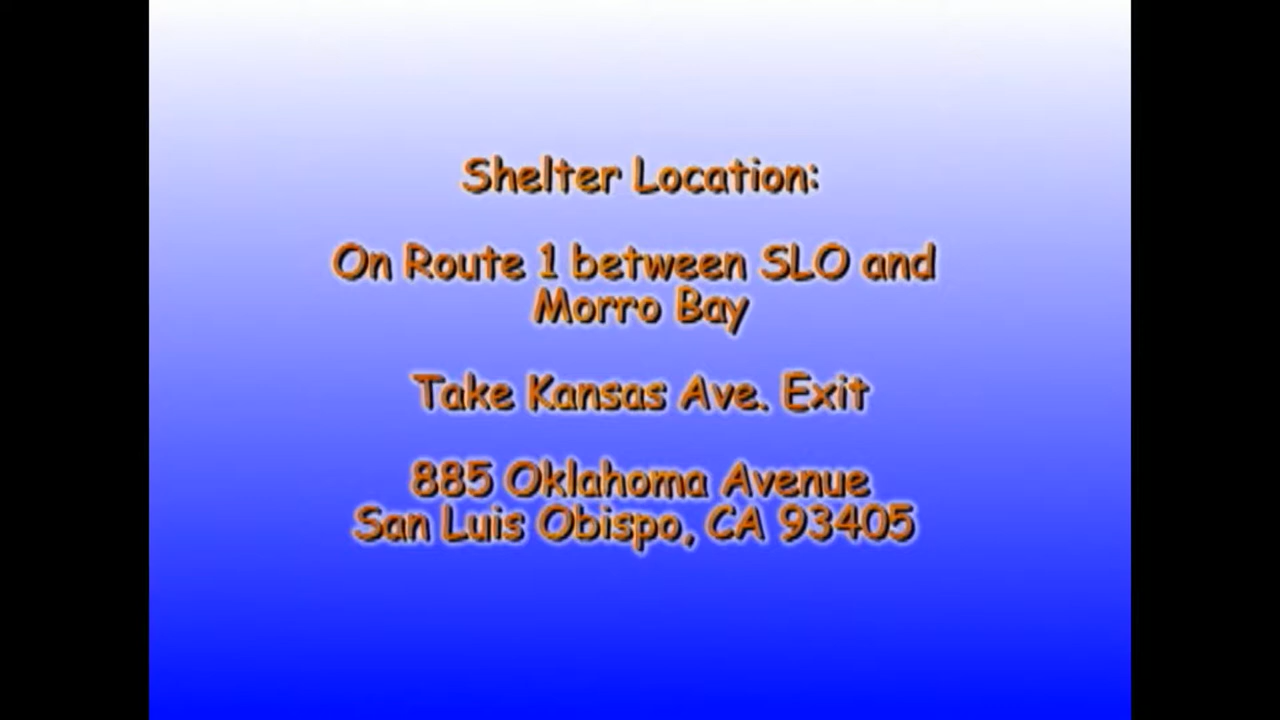 Shelter Location:
On Route 1 between SLO and
Morro Bay
Take Kansas Ave. Exit
885 Oklahoma Avenue
San Luis Obispo, CA 93405